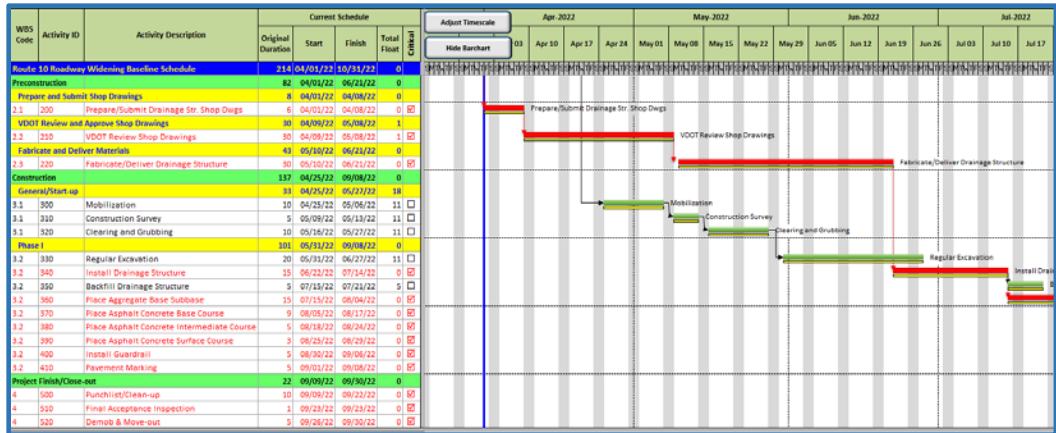 WBS Code Activity ID Activity Description Current Schedule Original Duration Start Finish Total Float Critical
Adjust Timescale
Hide Barchart
Apr-2022 May-2022 Jun-2022 Jul-2022
03 Apr 10 Apr 17 Apr 24 May 01 May 08 May 15 May 22 May 29 Jun 05 Jun 12 Jun 19 Jun 26 Jul 03 Jul 10 Jul 17
Route 10 Roadway Widening Baseline Schedule 214 04/01/22 10/31/22 0
Preconstruction 82 04/01/22 06/21/22 0
Prepare and Submit Shop Drawings 8 04/01/22 04/08/22 0
2.1 200 Prepare/Submit Drainage Str. Shop Dwgs 6 04/01/22 04/08/22 0 Prepare/Submit Drainage Str. Shop Dwgs
VDOT Review and Approve Shop Drawings 30 04/09/22 05/08/22 1
2.2 210 VDOT Review Shop Drawings 30 04/09/22 05/08/22 1 VDOT Review Shop Drawings
Fabricate and Deliver Materials 43 05/10/22 06/21/22 0
2.3 220 Fabricate/Deliver Drainage Structure 30 05/10/22 06/21/22 0 Fabricate/Deliver Drainage Structure
Construction 137 04/25/22 09/08/22 0
General/Start-up 33 04/25/22 05/27/22 18
3.1 300 Mobilization 10 04/25/22 05/06/22 11 Mobilization
3.1 310 Construction Survey 5 05/09/22 05/13/22 11 Construction Survey
3.1 320 Clearing and Grubbing 10 05/16/22 05/27/22 11 Clearing and Grubbing
Phase I 101 05/31/22 09/08/22 0
3.2 330 Regular Excavation 20 05/31/22 06/27/22 11 Regular Excavation
3.2 340 Install Drainage Structure 15 06/22/22 07/14/22 0 Install Drai
3.2 350 Backfill Drainage Structure 5 07/15/22 07/21/22 5
3.2 360 Place Aggregate Base Subbase 15 07/15/22 08/04/22 0
3.2 370 Place Asphalt Concrete Base Course 9 08/05/22 08/17/22 0
3.2 380 Place Asphalt Concrete Intermediate Course 5 08/18/22 08/24/22 0
3.2 390 Place Asphalt Concrete Surface Course 3 08/25/22 08/29/22 0
3.2 400 Install Guardrail 5 08/30/22 09/06/22 0
3.2 410 Pavement Marking 5 09/01/22 09/08/22 0
Project Finish/Close-out 22 09/09/22 09/30/22 0
4 500 Punchlist/Clean-up 10 09/09/22 09/22/22 0
4 510 Final Acceptance Inspection 1 09/23/22 09/23/22 0
4 520 Demob & Move-out 5 09/26/22 09/30/22 0